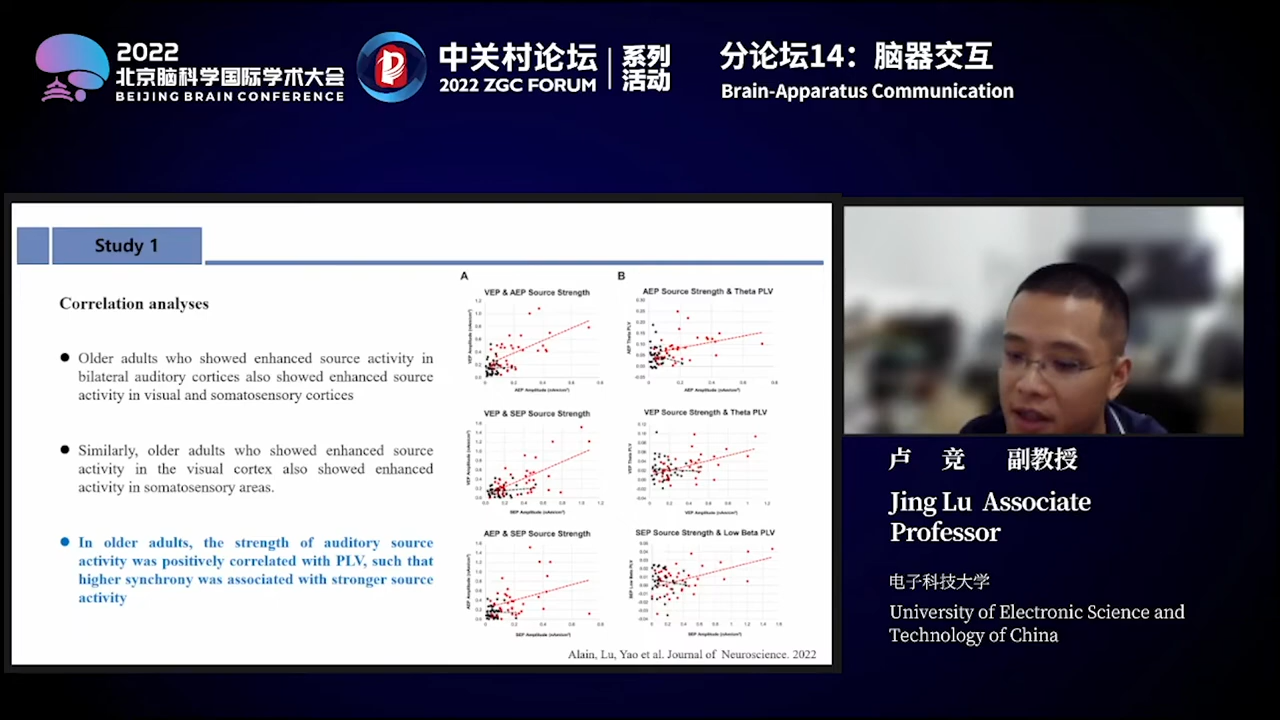 2022
北京脑科学国际学术大会
BEIJING BRAIN CONFERENCE
中关村论坛
2022 ZGC FORUM
系列
活动
分论坛14：脑器交互
Brain-Apparatus Communication
Study 1
Correlation analyses
Older adults who showed enhanced source activity in
bilateral auditory cortices also showed enhanced source
activity in visual and somatosensory cortices
Similarly, older adults who showed enhanced source
activity in the visual cortex also showed enhanced
activity in somatosensory areas.
In older adults, the strength of auditory source
activity was positively correlated with PLV, such that
higher synchrony was associated with stronger source
activity
A
VEP & AEP Source Strength
VEP & SEP Source Strength
AEP & SEP Source Strength
B
AEP Source Strength & Theta PLV
VEP Source Strength & Theta PLV
SEP Source Strength & Low Beta PLV
Alain, Lu, Yao et al. Journal of Neuroscience. 2022
卢 竞 副教授
Jing Lu Associate
Professor
电子科技大学
University of Electronic Science and
Technology of China